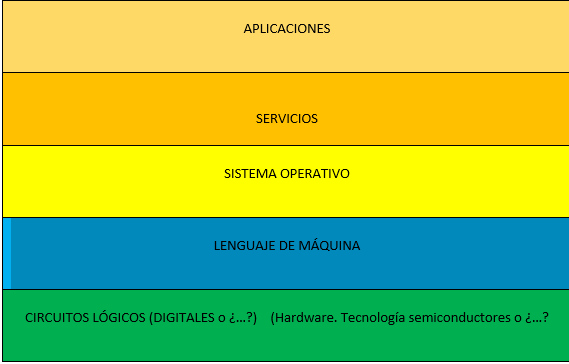 APLICACIONES
SERVICIOS
SISTEMA OPERATIVO
LENGUAJE DE MÁQUINA
CIRCUITOS LÓGICOS (DIGITALES o ¿...?) (Hardware. Tecnología semiconductores o ¿...?